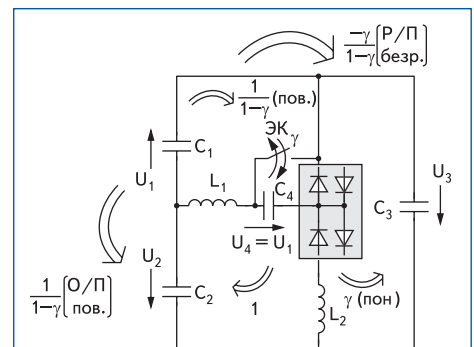 −γ/1−γ [Р/П безр.]
1/1−γ (пов.)
ЭК γ
C₁
U₁
L₁
C₄
U₃
C₃
U₄ = U₁
U₂
1/1−γ [О/П пов.]
C₂
1
γ (пон)
L₂